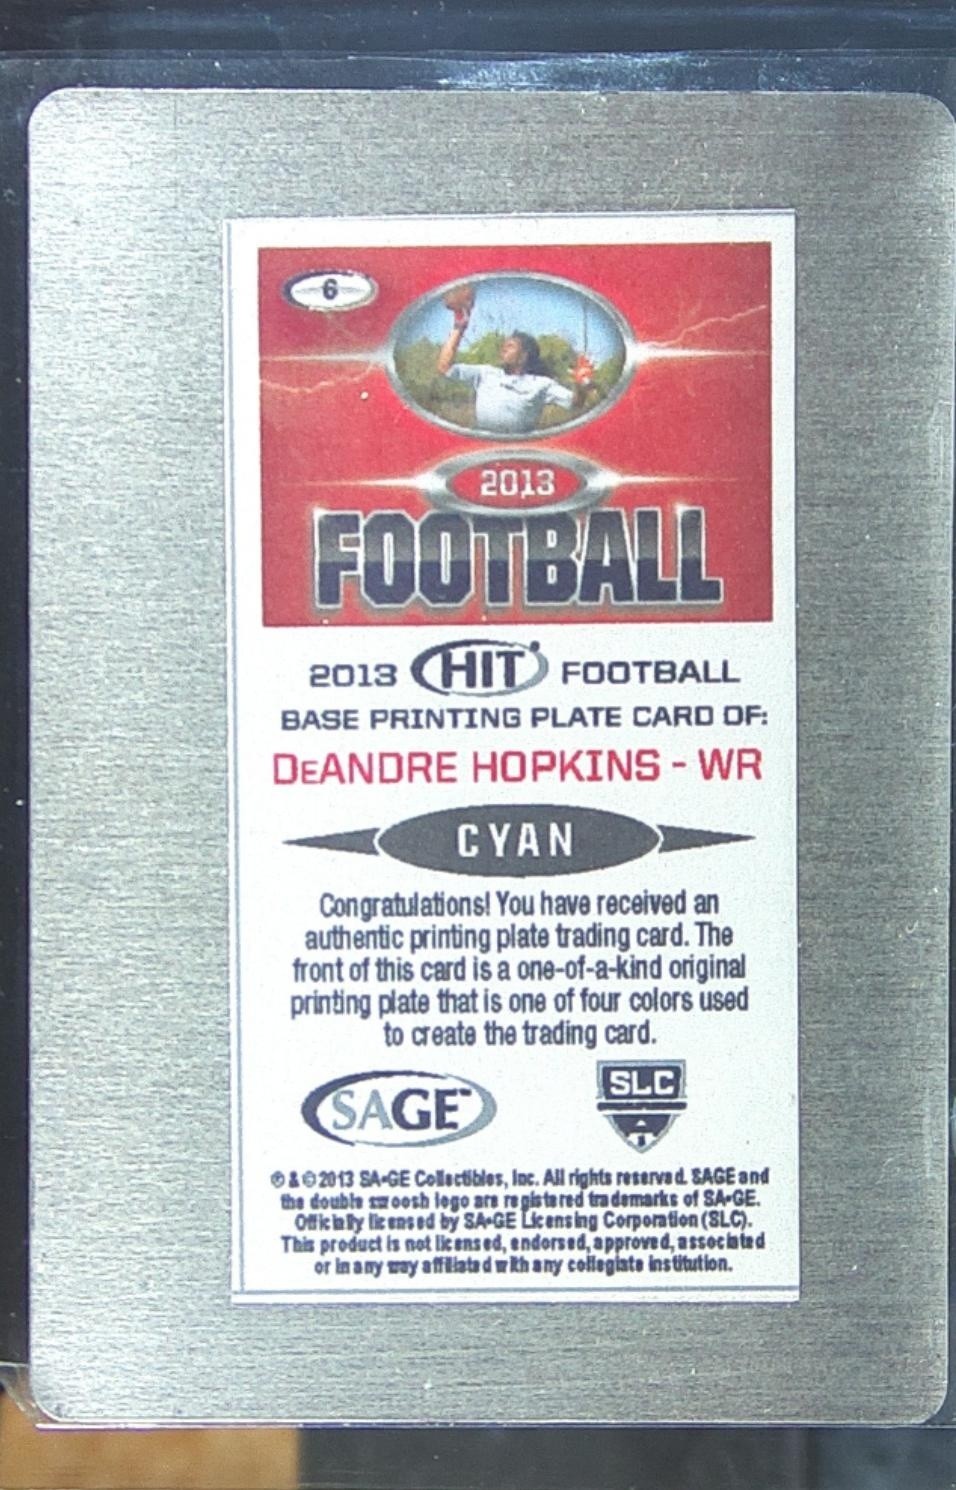 6
2013
FOOTBALL
2013 HIT FOOTBALL
BASE PRINTING PLATE CARD OF:
DEANDRE HOPKINS - WR
CYAN
Congratulations! You have received an
authentic printing plate trading card. The
front of this card is a one-of-a-kind original
printing plate that is one of four colors used
to create the trading card.
SAGE™ SLC
℗ & © 2013 SA•GE Collectibles, Inc. All rights reserved. SAGE and
the double swoosh logo are registered trademarks of SA•GE.
Officially licensed by SA•GE Licensing Corporation (SLC).
This product is not licensed, endorsed, approved, associated
or in any way affiliated with any collegiate institution.